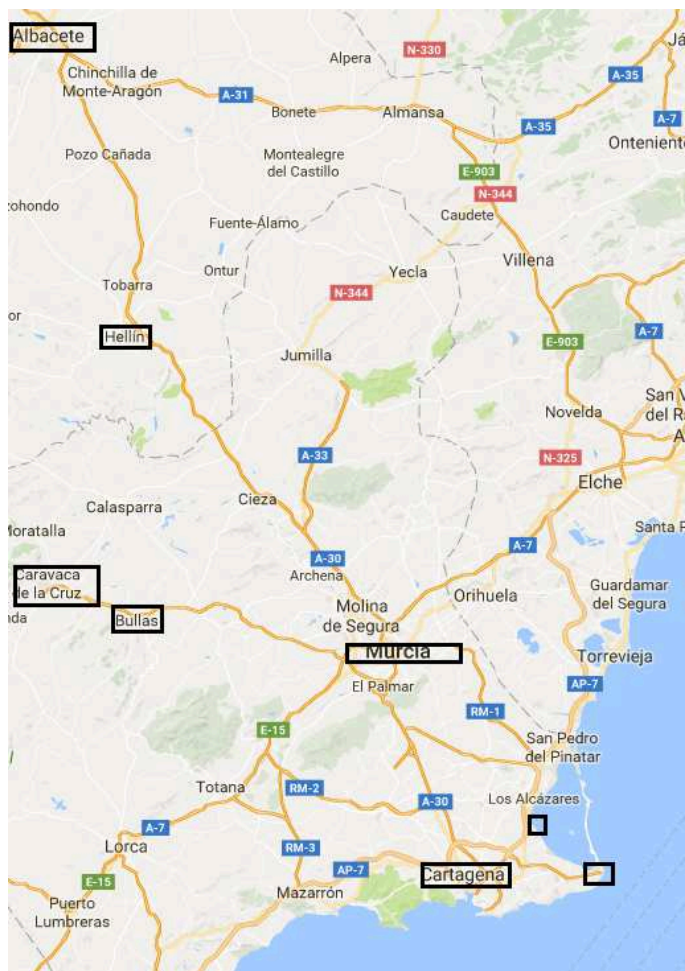 Albacete
N-330
Já
Alpera
Chinchilla de
Monte-Aragón
A-35
A-31
Bonete
Almansa
A-7
A-35
Onteniente
Pozo Cañada
Montealegre
del Castillo
E-903
N-344
zohondo
Caudete
Fuente-Álamo
Villena
Ontur
Yecla
Tobarra
N-344
or
A-7
Hellín
E-903
Jumilla
San V
del R
Novelda
A
A-33
N-325
Elche
Cieza
Calasparra
Santa P
Moratalla
A-7
A-30
Caravaca
de la Cruz
Archena
Guardamar
del Segura
Orihuela
Molina
de Segura
nda
Bullas
Murcia
Torrevieja
El Palmar
AP-7
RM-1
E-15
San Pedro
del Pinatar
Totana
RM-2
Los Alcázares
A-30
A-7
Lorca
RM-3
AP-7
Cartagena
E-15
Mazarrón
Puerto
Lumbreras